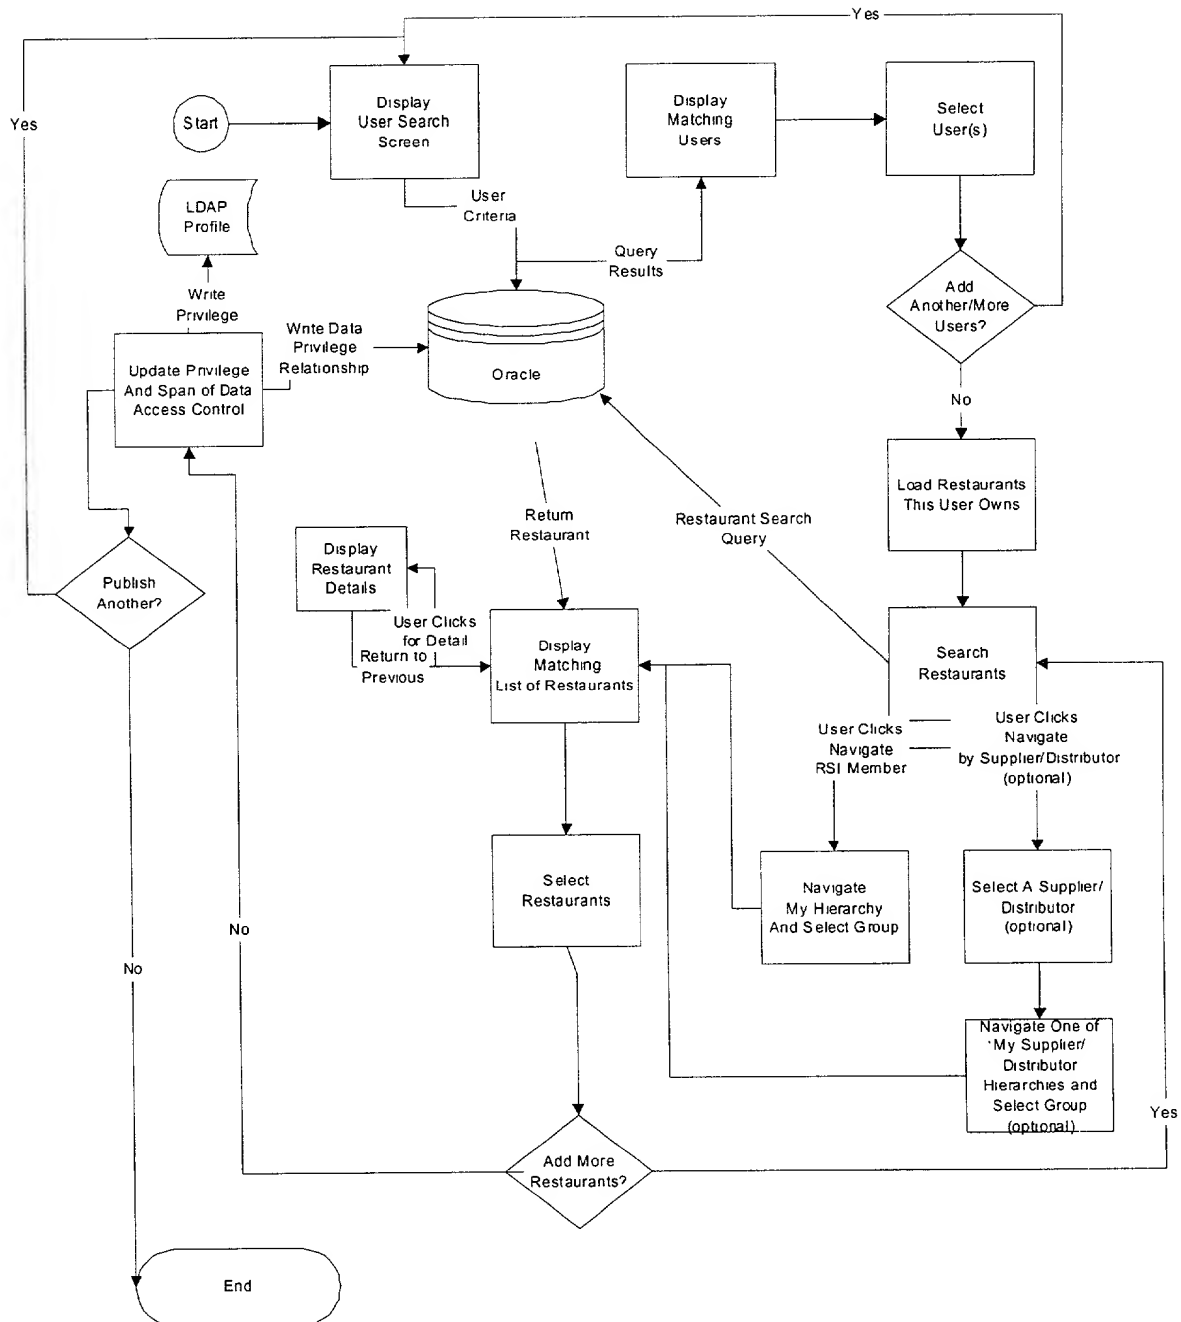 Yes
Yes
Start
Display
User Search
Screen
Display
Matching
Users
Select
User(s)
LDAP
Profile
User
Criteria
Query
Results
Write
Privilege
Add
Another/More
Users?
Update Privilege
And Span of Data
Access Control
Write Data
Privilege
Relationship
Oracle
No
Load Restaurants
This User Owns
Return
Restaurant
Restaurant Search
Query
Display
Restaurant
Details
Publish
Another?
User Clicks
for Detail
Return to
Previous
Display
Matching
List of Restaurants
Search
Restaurants
User Clicks
Navigate
RSI Member
User Clicks
Navigate
by Supplier/Distributor
(optional)
Select
Restaurants
Navigate
My Hierarchy
And Select Group
Select A Supplier/
Distributor
(optional)
No
No
Navigate One of
'My Supplier/
Distributor
Hierarchies and
Select Group
(optional)
Yes
Add More
Restaurants?
End